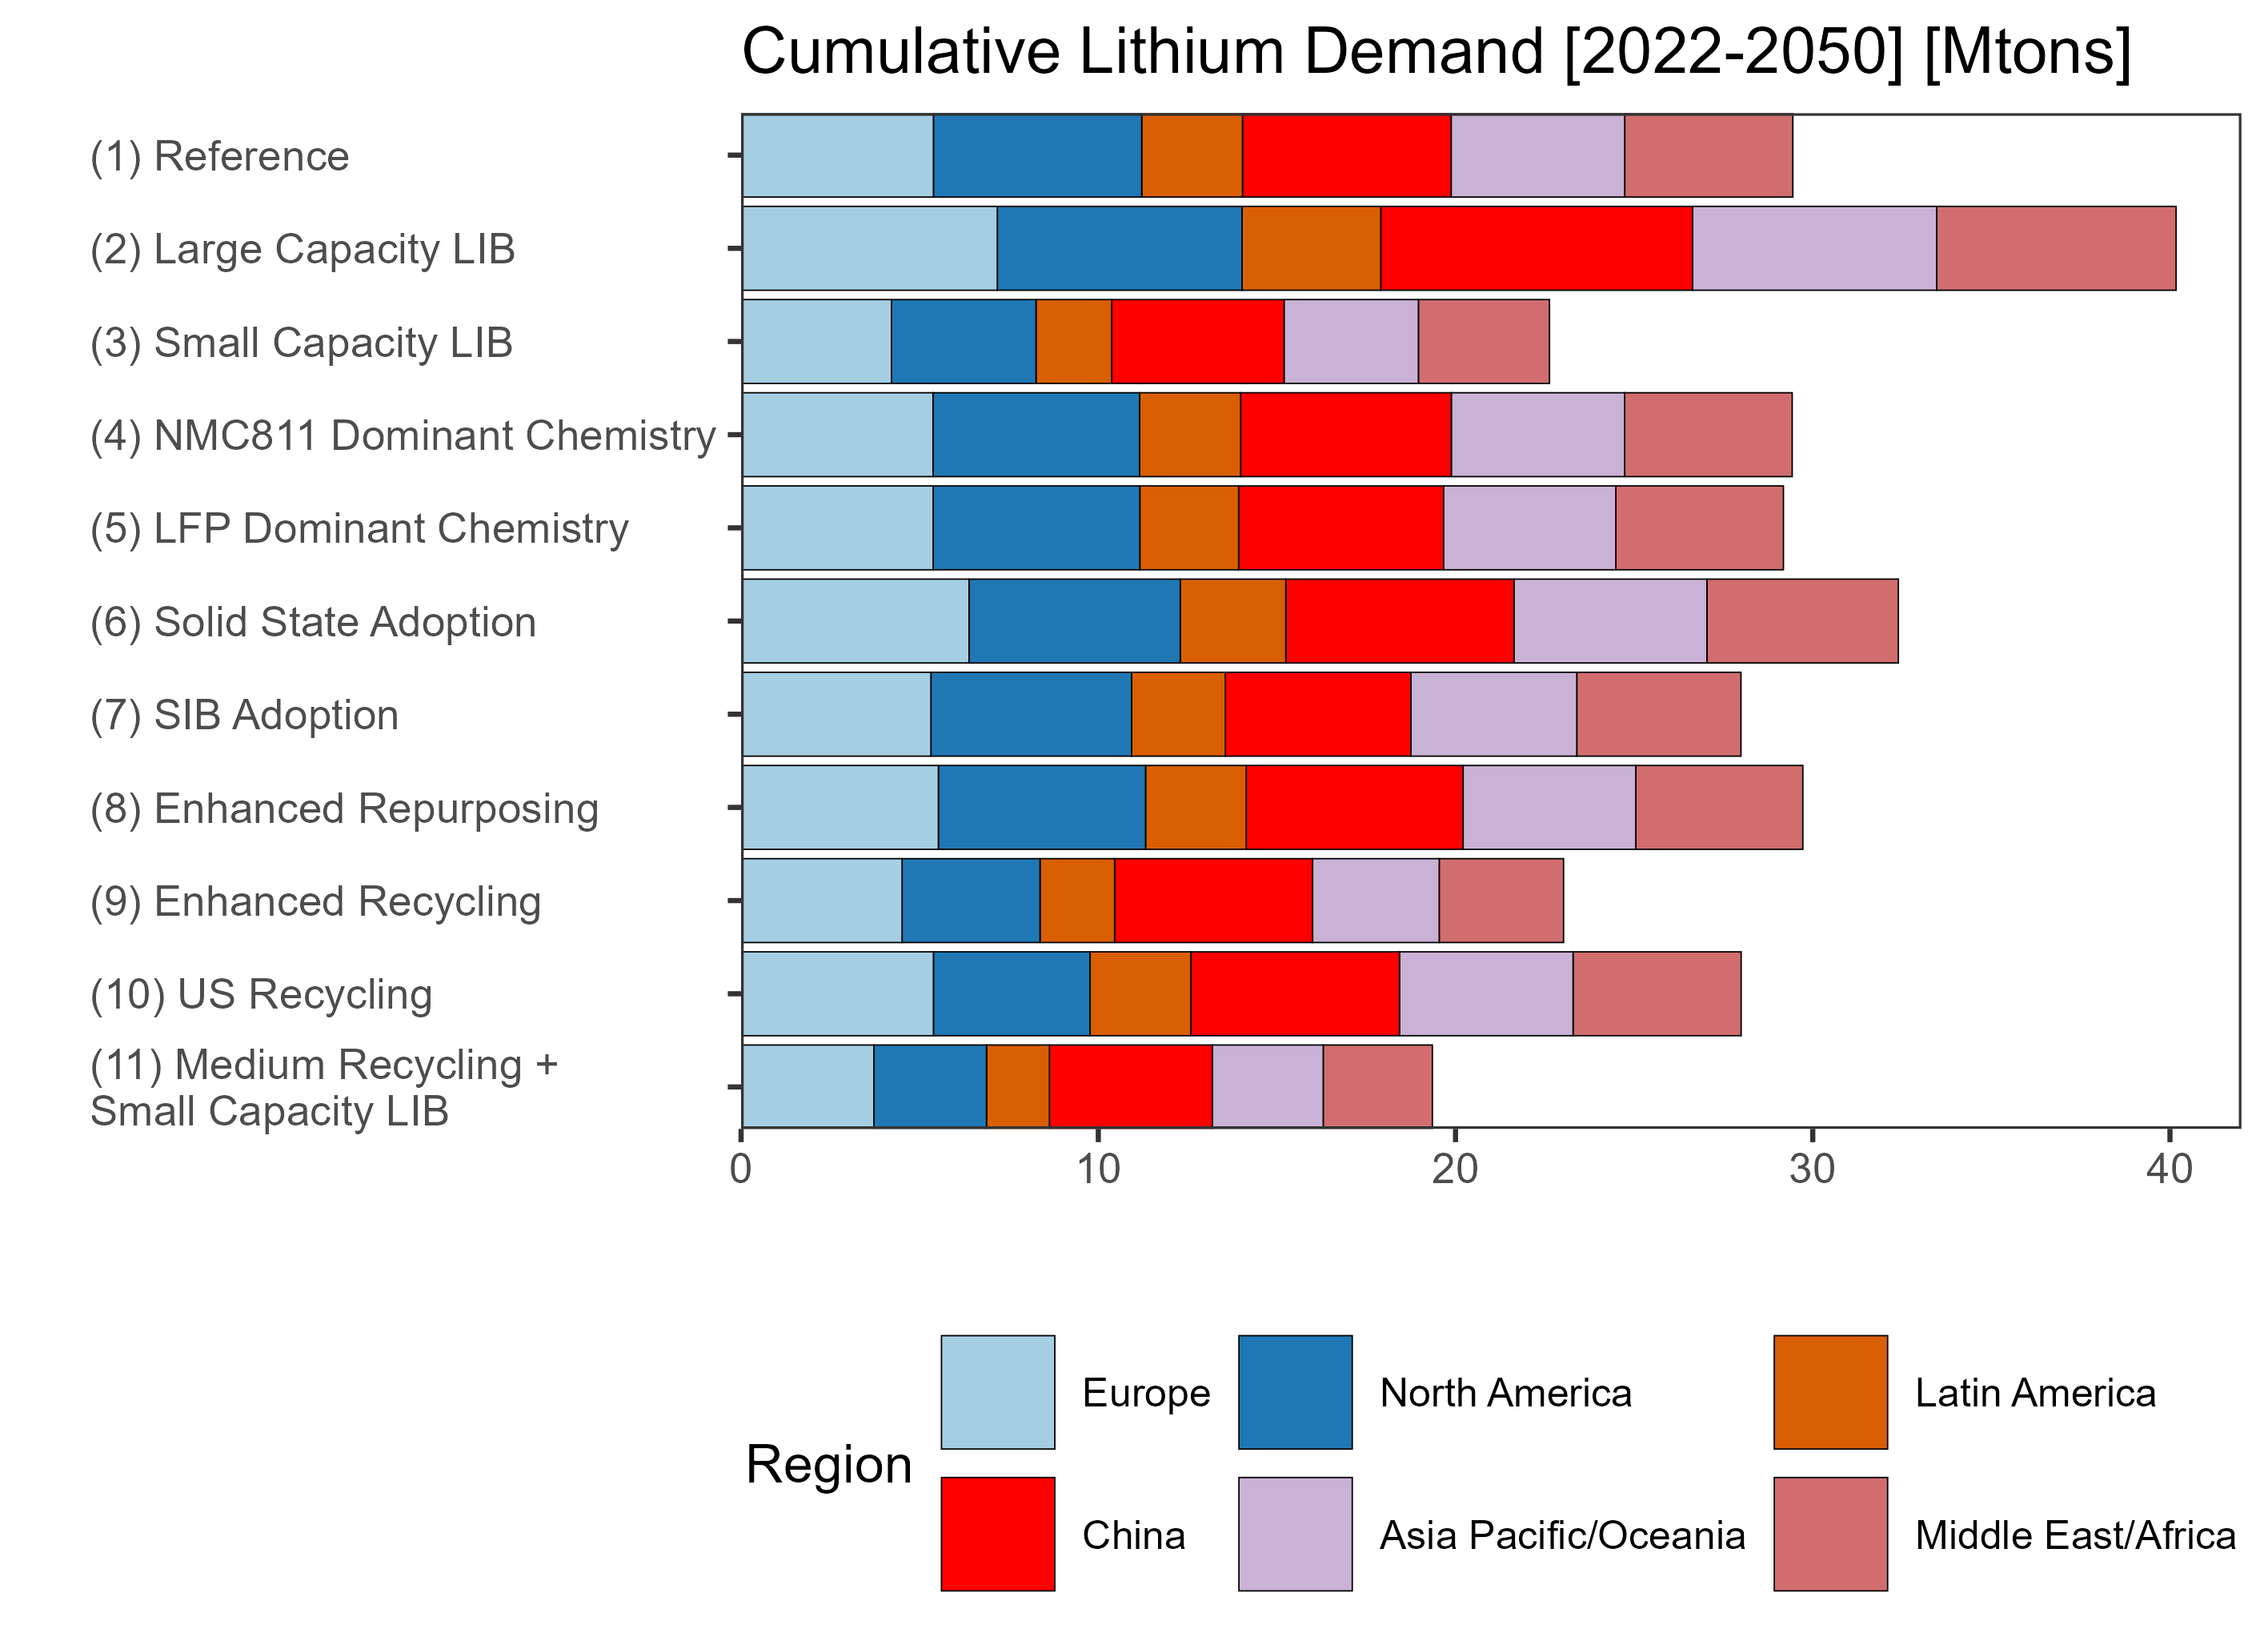 Cumulative Lithium Demand [2022-2050] [Mtons]
(1) Reference
(2) Large Capacity LIB
(3) Small Capacity LIB
(4) NMC811 Dominant Chemistry
(5) LFP Dominant Chemistry
(6) Solid State Adoption
(7) SIB Adoption
(8) Enhanced Repurposing
(9) Enhanced Recycling
(10) US Recycling
(11) Medium Recycling +
Small Capacity LIB
0 10 20 30 40
Region
Europe North America Latin America
China Asia Pacific/Oceania Middle East/Africa